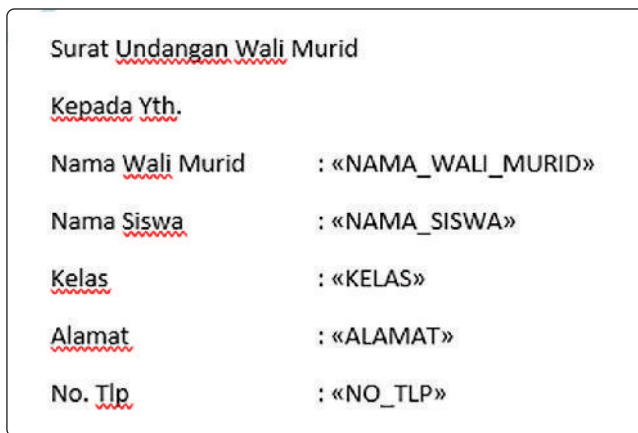 Surat Undangan Wali Murid
Kepada Yth.
Nama Wali Murid : «NAMA_WALI_MURID»
Nama Siswa : «NAMA_SISWA»
Kelas : «KELAS»
Alamat : «ALAMAT»
No. Tlp : «NO_TLP»